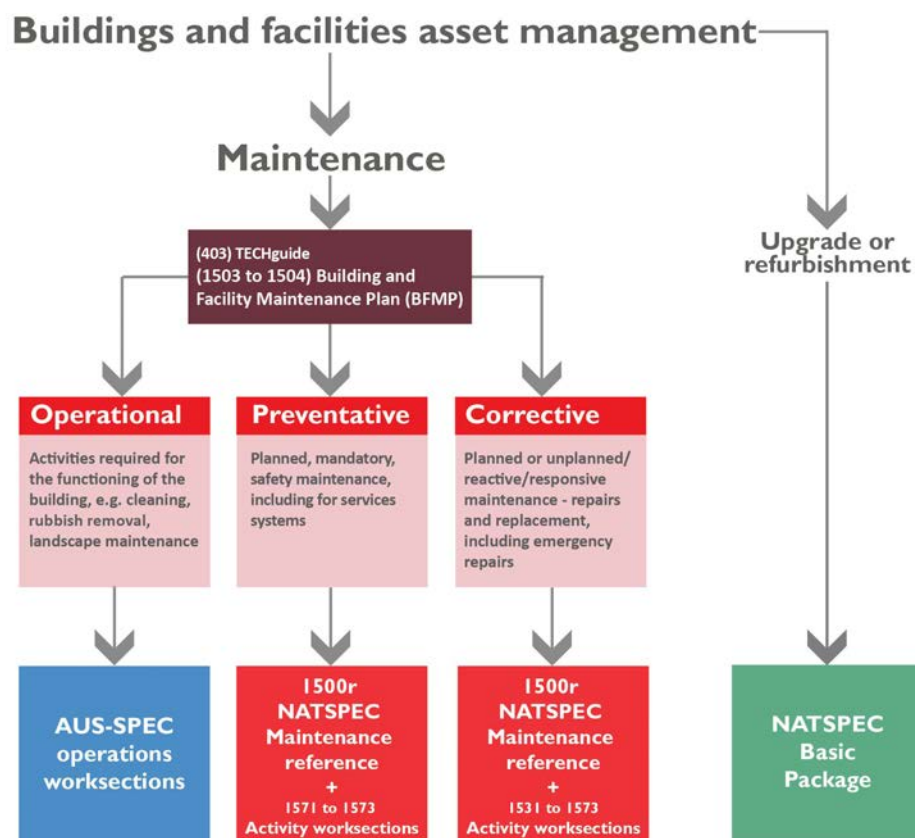 Buildings and facilities asset management
Maintenance
Upgrade or
refurbishment
(403) TECHguide
(1503 to 1504) Building and
Facility Maintenance Plan (BFMP)
Operational
Activities required for
the functioning of the
building, e.g. cleaning,
rubbish removal,
landscape maintenance
Preventative
Planned, mandatory,
safety maintenance,
including for services
systems
Corrective
Planned or unplanned/
reactive/responsive
maintenance - repairs
and replacement,
including emergency
repairs
AUS-SPEC
operations
worksections
1500r
NATSPEC
Maintenance
reference
+
1571 to 1573
Activity worksections
1500r
NATSPEC
Maintenance
reference
+
1531 to 1573
Activity worksections
NATSPEC
Basic
Package